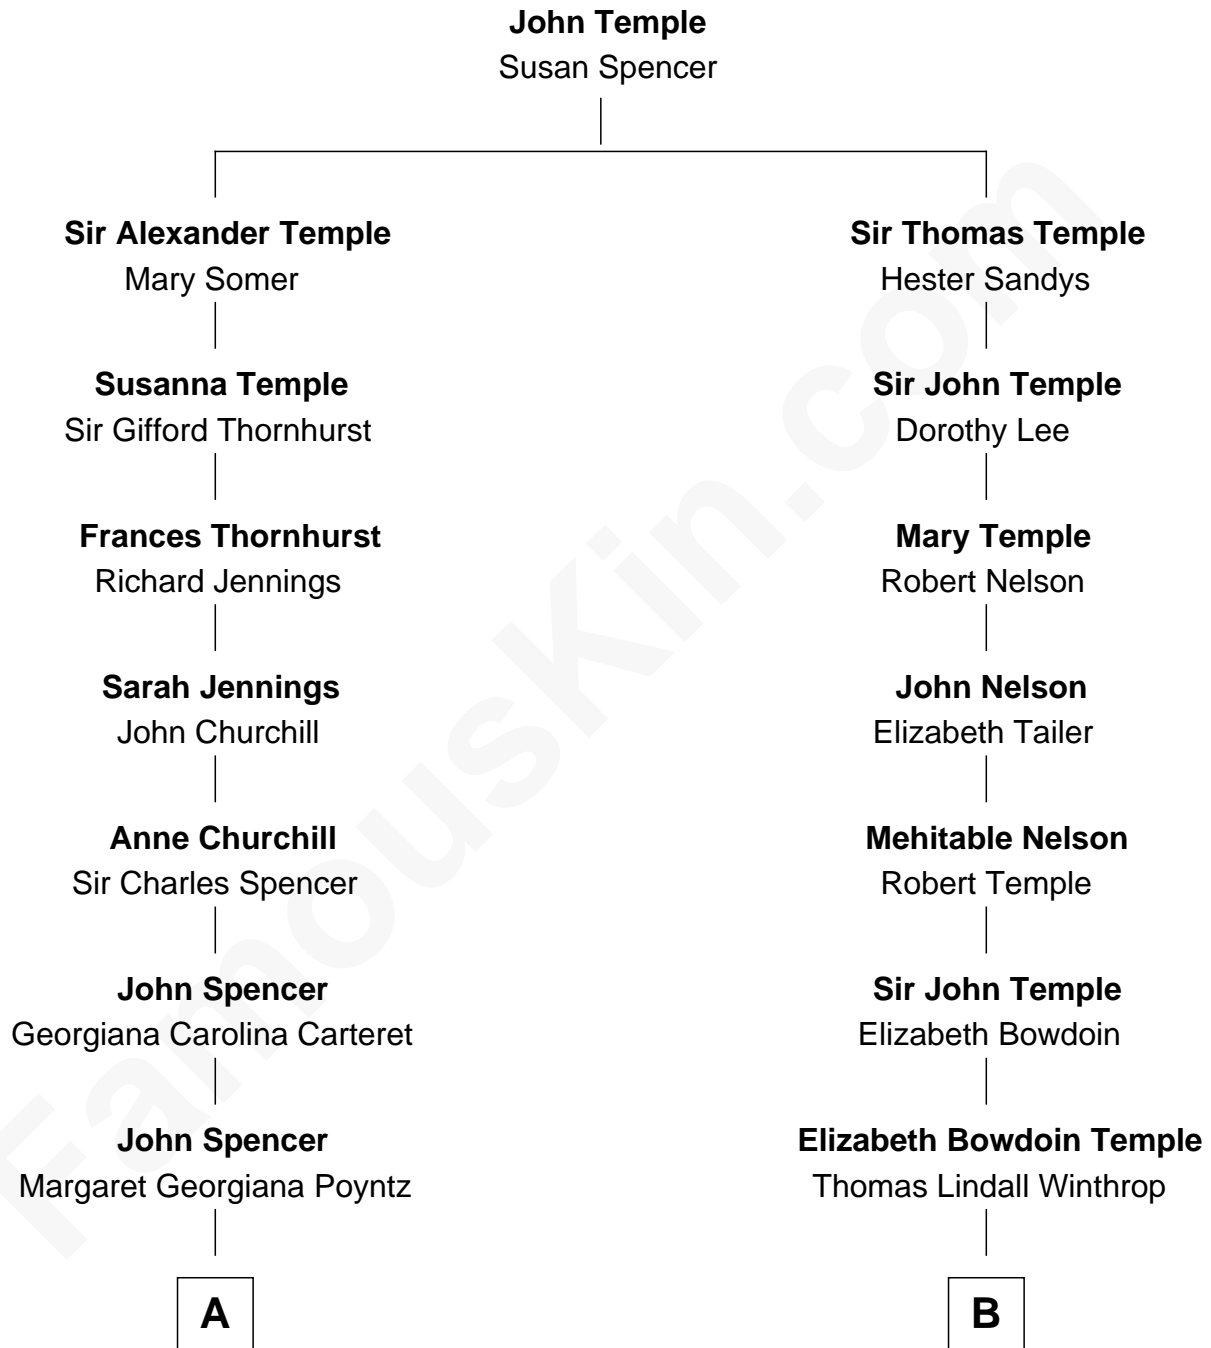 John Temple
Susan Spencer
Sir Alexander Temple
Mary Somer
Sir Thomas Temple
Hester Sandys
Susanna Temple
Sir Gifford Thornhurst
Sir John Temple
Dorothy Lee
Frances Thornhurst
Richard Jennings
Mary Temple
Robert Nelson
Sarah Jennings
John Churchill
John Nelson
Elizabeth Tailer
Anne Churchill
Sir Charles Spencer
Mehitable Nelson
Robert Temple
John Spencer
Georgiana Carolina Carteret
Sir John Temple
Elizabeth Bowdoin
John Spencer
Margaret Georgiana Poyntz
Elizabeth Bowdoin Temple
Thomas Lindall Winthrop
A
B
FamousKin.com